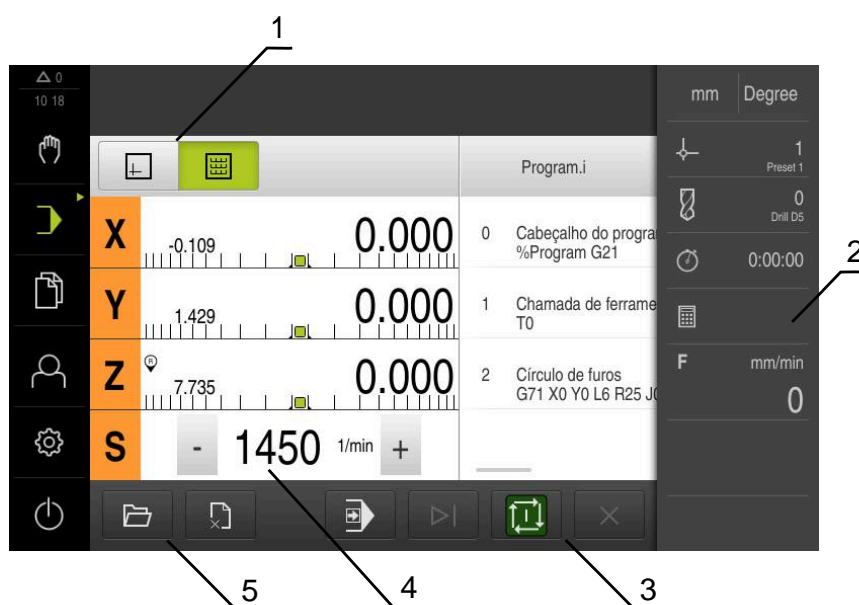 1
0
10 18
mm Degree
Program.i
1
Preset 1
0
Drill D5
0:00:00
2
F mm/min
0
X -0.109 0.000
Y 1.429 0.000
Z R 7.735 0.000
S - 1450 1/min +
0 Cabeçalho do progra
%Program G21
1 Chamada de ferrame
T0
2 Círculo de furos
G71 X0 Y0 L6 R25 J0
5 4 3